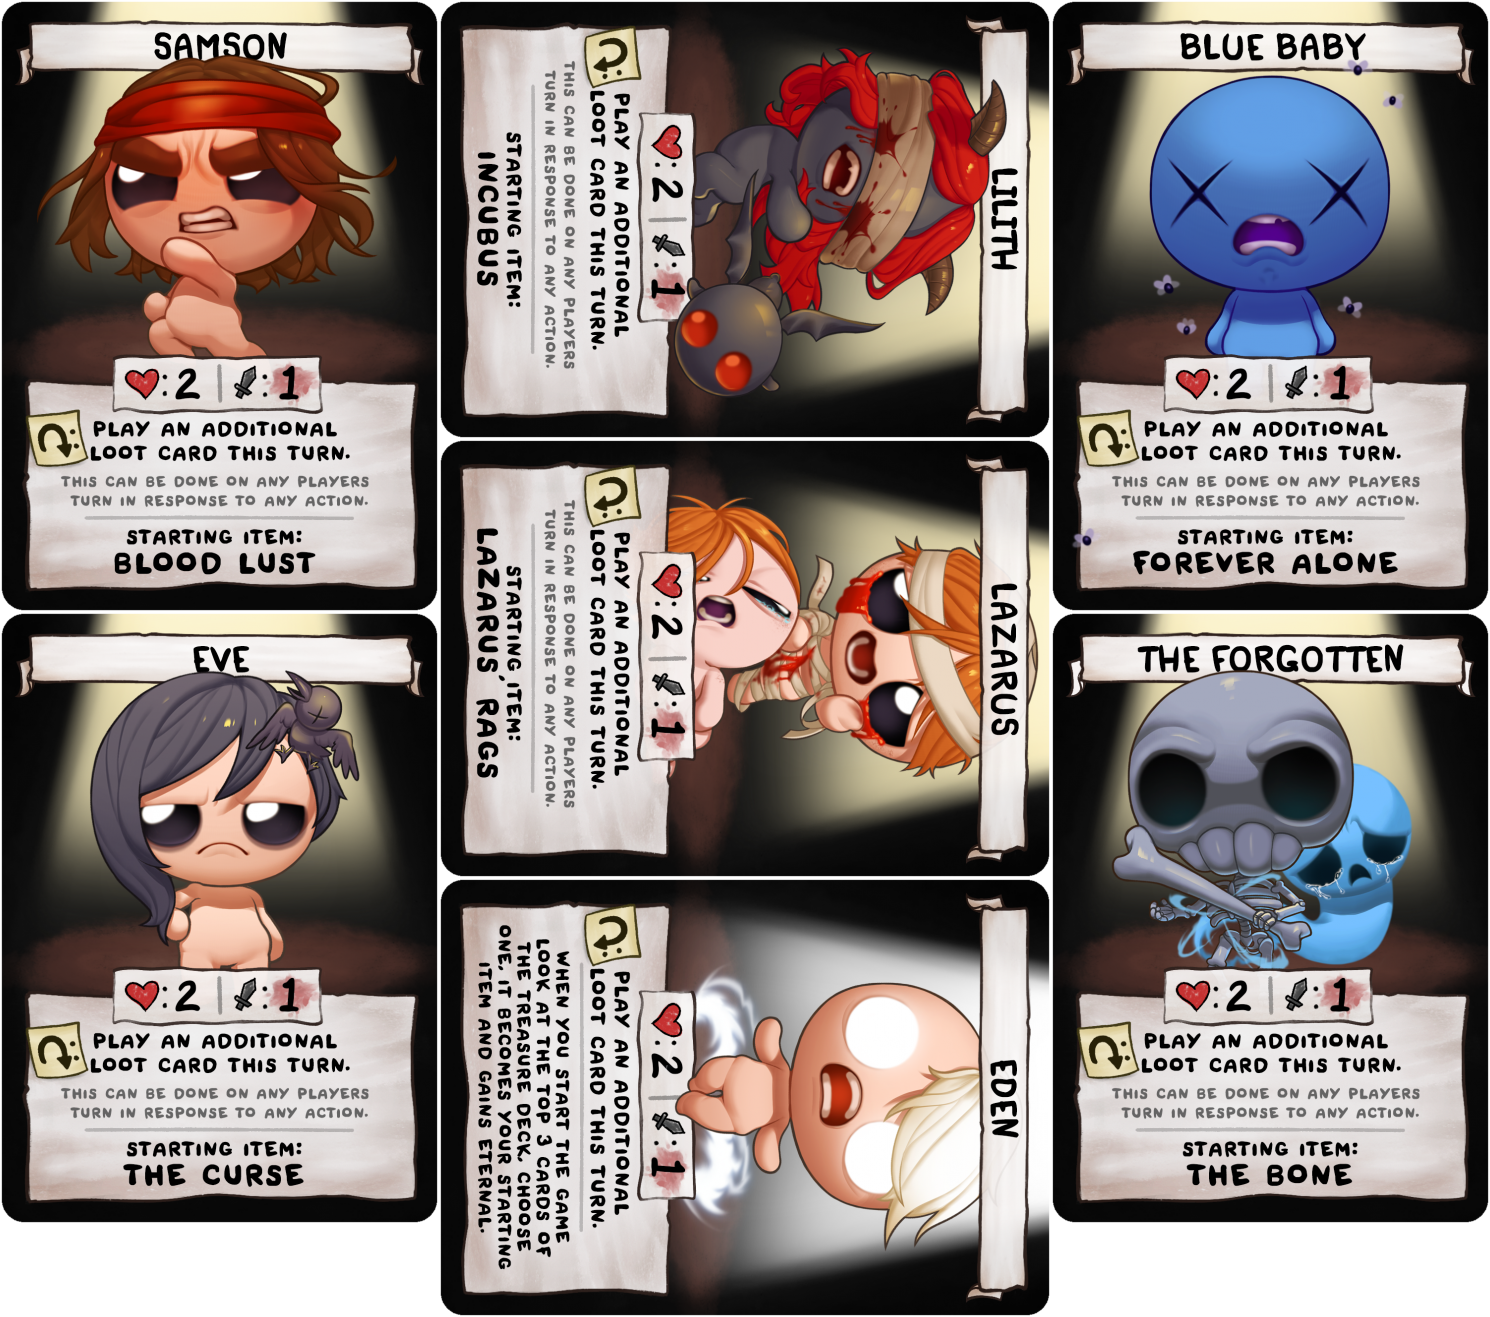 SAMSON
:2 | :1
PLAY AN ADDITIONAL
LOOT CARD THIS TURN.
THIS CAN BE DONE ON ANY PLAYERS
TURN IN RESPONSE TO ANY ACTION.
STARTING ITEM:
BLOOD LUST
EVE
:2 | :1
PLAY AN ADDITIONAL
LOOT CARD THIS TURN.
THIS CAN BE DONE ON ANY PLAYERS
TURN IN RESPONSE TO ANY ACTION.
STARTING ITEM:
THE CURSE
LILITH
:2 | :1
PLAY AN ADDITIONAL
LOOT CARD THIS TURN.
THIS CAN BE DONE ON ANY PLAYERS
TURN IN RESPONSE TO ANY ACTION.
STARTING ITEM:
INCUBUS
LAZARUS
:2 | :1
PLAY AN ADDITIONAL
LOOT CARD THIS TURN.
THIS CAN BE DONE ON ANY PLAYERS
TURN IN RESPONSE TO ANY ACTION.
STARTING ITEM:
LAZARUS' RAGS
EDEN
:2 | :1
PLAY AN ADDITIONAL
LOOT CARD THIS TURN.
WHEN YOU START THE GAME
LOOK AT THE TOP 3 CARDS OF
THE TREASURE DECK. CHOOSE
ONE, IT BECOMES YOUR STARTING
ITEM AND GAINS ETERNAL.
BLUE BABY
:2 | :1
PLAY AN ADDITIONAL
LOOT CARD THIS TURN.
THIS CAN BE DONE ON ANY PLAYERS
TURN IN RESPONSE TO ANY ACTION.
STARTING ITEM:
FOREVER ALONE
THE FORGOTTEN
:2 | :1
PLAY AN ADDITIONAL
LOOT CARD THIS TURN.
THIS CAN BE DONE ON ANY PLAYERS
TURN IN RESPONSE TO ANY ACTION.
STARTING ITEM:
THE BONE